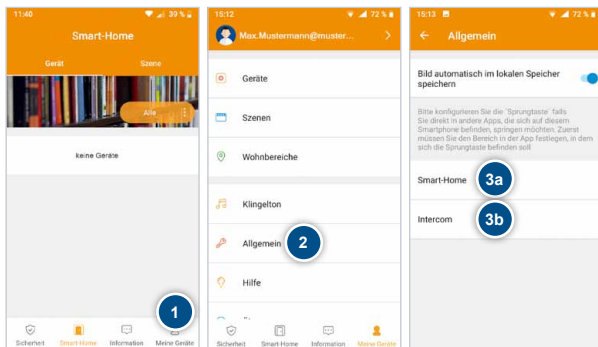 11:40
39 %
Smart-Home
Gerät
Szene
Alle
keine Geräte
1
Sicherheit
Smart-Home
Information
Meine Geräte
15:12
72 %
Max.Mustermann@muster...
Geräte
Szenen
Wohnbereiche
Klingelton
Allgemein
2
Hilfe
Sicherheit
Smart-Home
Information
Meine Geräte
15:13
72 %
Allgemein
Bild automatisch im lokalen Speicher
speichern
Bitte konfigurieren Sie die 'Sprungtaste' falls
Sie direkt in andere Apps, die sich auf diesem
Smartphone befinden, springen möchten. Zuerst
müssen Sie den Bereich in der App festlegen, in dem
sich die Sprungtaste befinden soll
Smart-Home
3a
Intercom
3b